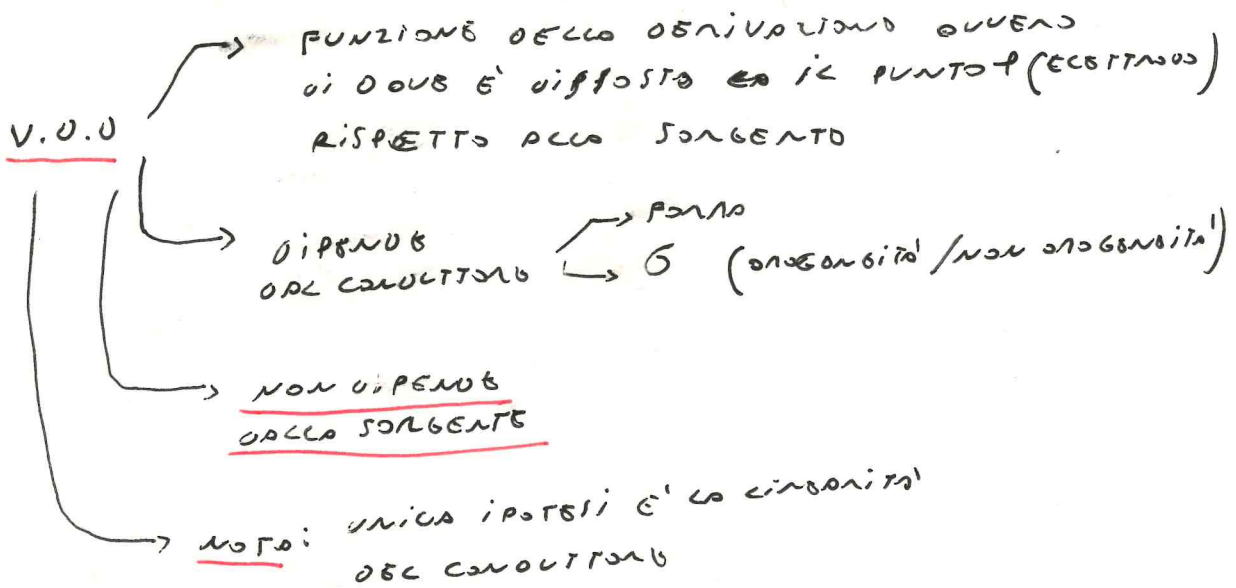 FUNZIONE DELLA DERIVAZIONE OVVERO
DI DOVE È DISPOSTO IL PUNTO P (ELETTRODO)
V.D.D
RISPETTO ALLA SORGENTE
→ FORMA
DIPENDE
DAL CONDUTTORE → σ (OMOGENEITÀ / NON OMOGENEITÀ)
NON DIPENDE
DALLA SORGENTE
NOTA: UNICA IPOTESI È LA LINEARITÀ
DEL CONDUTTORE